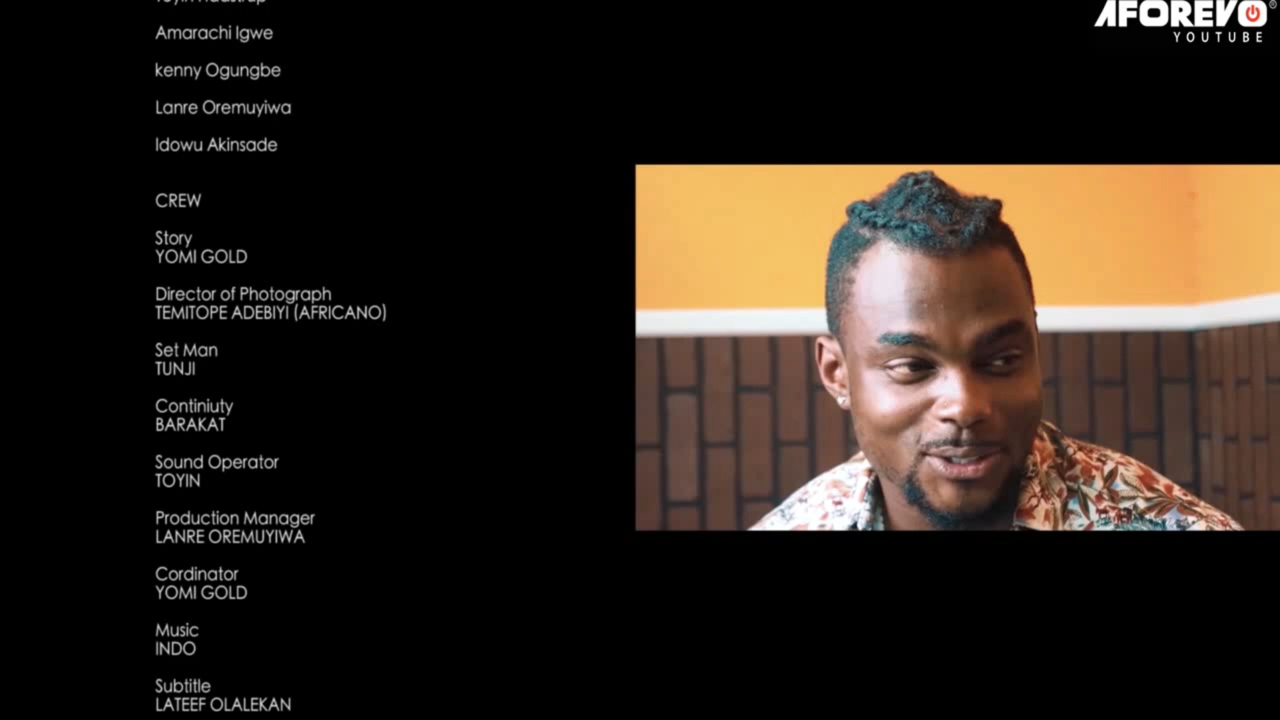 Amarachi Igwe
kenny Ogungbe
Lanre Oremuyiwa
Idowu Akinsade
CREW
Story
YOMI GOLD
Director of Photograph
TEMITOPE ADEBIYI (AFRICANO)
Set Man
TUNJI
Continiuty
BARAKAT
Sound Operator
TOYIN
Production Manager
LANRE OREMUYIWA
Cordinator
YOMI GOLD
Music
INDO
Subtitle
LATEEF OLALEKAN
AFOREVO®
YOUTUBE